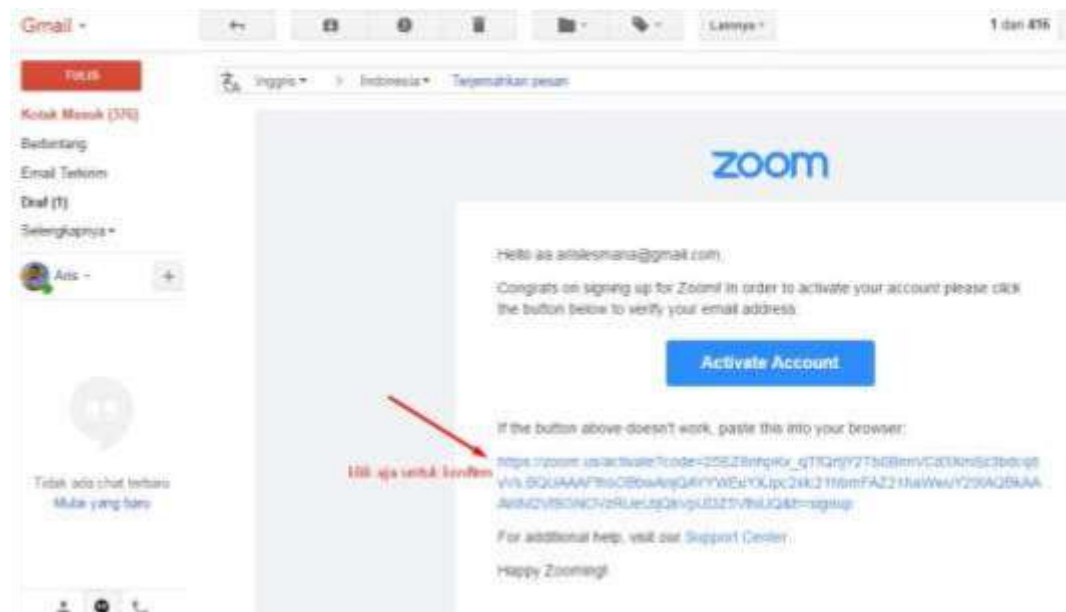 Gmail
Lainnya
1 dari 416
TULIS
Inggris > Indonesia Terjemahkan pesan
Kotak Masuk (376)
Berbintang
Email Terkirim
Draf (1)
Selengkapnya
Aris
+
Tidak ada chat terbaru
Mulai yang baru
zoom
Hello aa.arislesmana@gmail.com,
Congrats on signing up for Zoom! In order to activate your account please click
the button below to verify your email address:
Activate Account
If the button above doesn't work, paste this into your browser:
klik aja untuk konfirm
For additional help, visit our Support Center.
Happy Zooming!